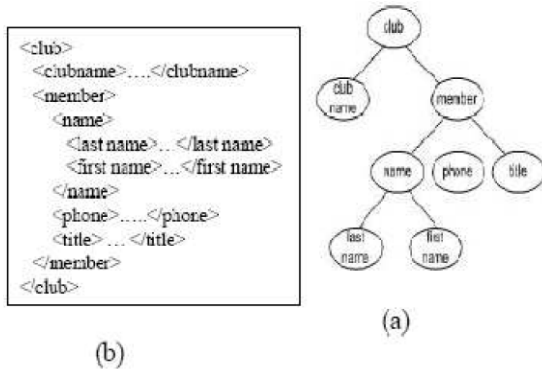 <club>
<clubname>.....</clubname>
<member>
<name>
<last name>...</last name>
<first name>...</first name>
</name>
<phone>.....</phone>
<title>...</title>
</member>
</club>
(b)
club
club
name
member
name
phone
title
last
name
first
name
(a)